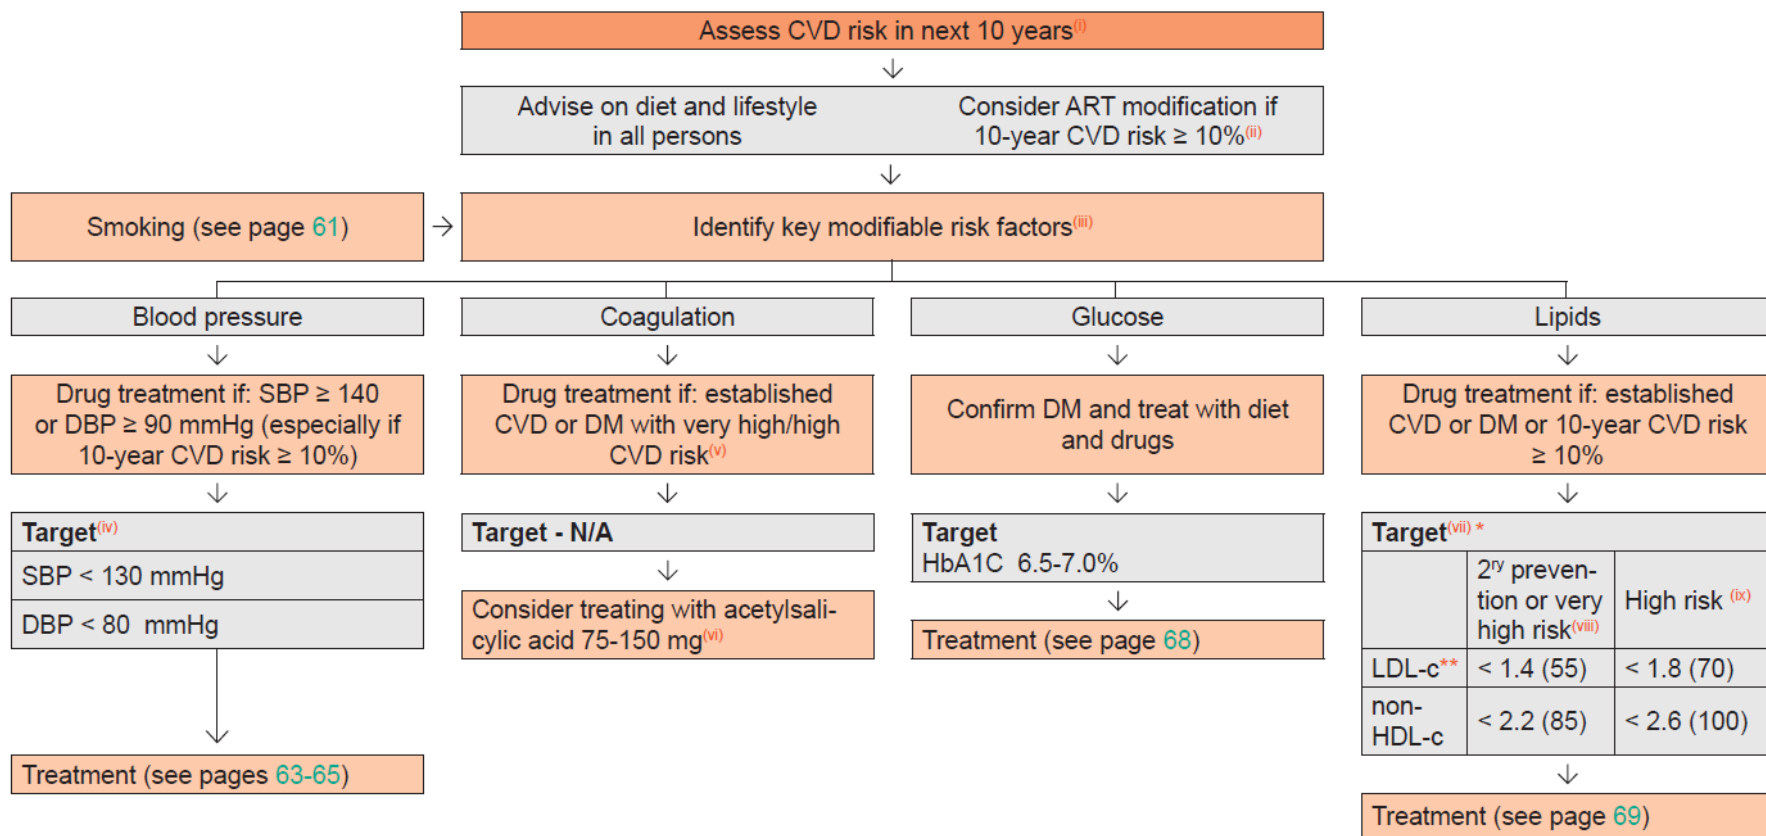 Assess CVD risk in next 10 years(i)
Advise on diet and lifestyle
in all persons
Consider ART modification if
10-year CVD risk ≥ 10%(ii)
Smoking (see page 61)
Identify key modifiable risk factors(iii)
Blood pressure
Drug treatment if: SBP ≥ 140
or DBP ≥ 90 mmHg (especially if
10-year CVD risk ≥ 10%)
Target(iv)
SBP < 130 mmHg
DBP < 80 mmHg
Treatment (see pages 63-65)
Coagulation
Drug treatment if: established
CVD or DM with very high/high
CVD risk(v)
Target - N/A
Consider treating with acetylsali-
cylic acid 75-150 mg(vi)
Glucose
Confirm DM and treat with diet
and drugs
Target
HbA1C 6.5-7.0%
Treatment (see page 68)
Lipids
Drug treatment if: established
CVD or DM or 10-year CVD risk
≥ 10%
Target(vii) *
2ry preven-
tion or very
high risk(viii)
High risk (ix)
LDL-c** < 1.4 (55) < 1.8 (70)
non-
HDL-c < 2.2 (85) < 2.6 (100)
Treatment (see page 69)